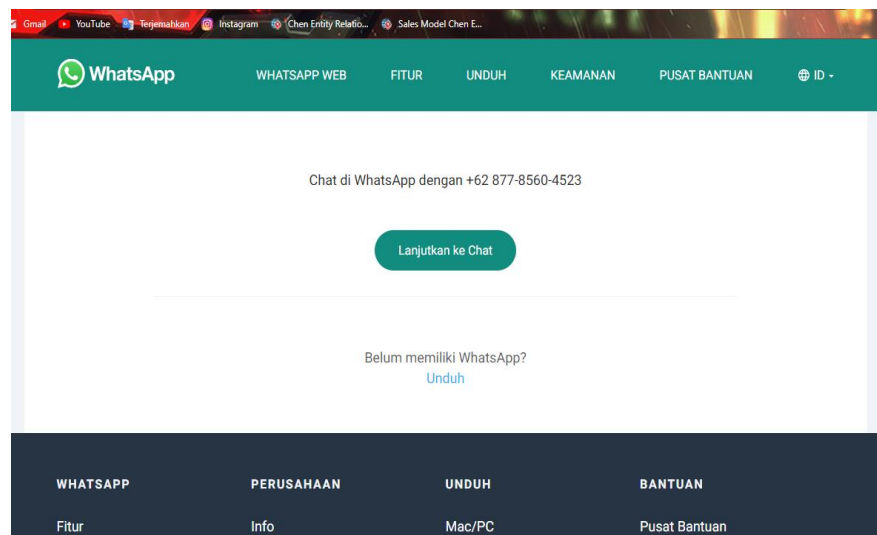 Gmail YouTube Terjemahkan Instagram Chen Entity Relatio... Sales Model Chen E...
WhatsApp WHATSAPP WEB FITUR UNDUH KEAMANAN PUSAT BANTUAN ID
Chat di WhatsApp dengan +62 877-8560-4523
Lanjutkan ke Chat
Belum memiliki WhatsApp?
Unduh
WHATSAPP PERUSAHAAN UNDUH BANTUAN
Fitur Info Mac/PC Pusat Bantuan